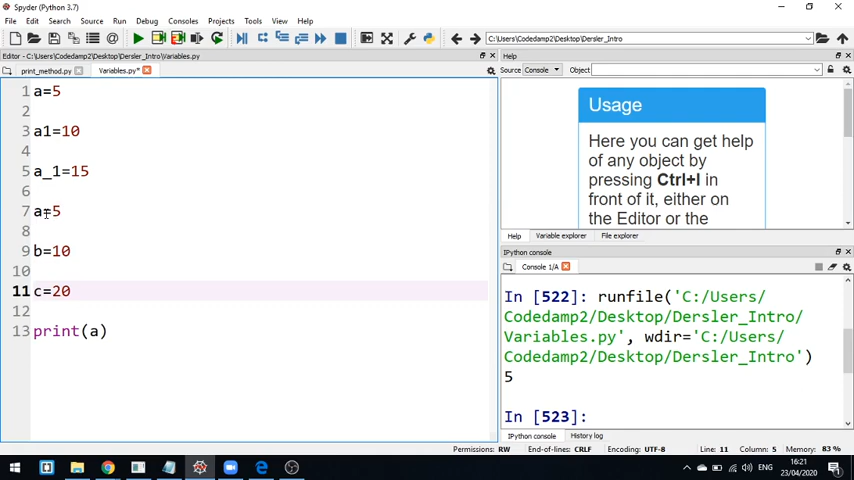 Spyder (Python 3.7)
File Edit Search Source Run Debug Consoles Projects Tools View Help
C:\Users\Codedamp2\Desktop\Dersler_Intro
Editor - C:\Users\Codedamp2\Desktop\Dersler_Intro\Variables.py
print_method.py Variables.py*
1 a=5
2
3 a1=10
4
5 a_1=15
6
7 a=5
8
9 b=10
10
11 c=20
12
13 print(a)
Help
Source Console Object
Usage
Here you can get help
of any object by
pressing Ctrl+I in
front of it, either on
the Editor or the
Help Variable explorer File explorer
IPython console
Console 1/A
In [522]: runfile('C:/Users/
Codedamp2/Desktop/Dersler_Intro/
Variables.py', wdir='C:/Users/
Codedamp2/Desktop/Dersler_Intro')
5
In [523]:
IPython console History log
Permissions: RW End-of-lines: CRLF Encoding: UTF-8 Line: 11 Column: 5 Memory: 83 %
ENG
16:21
23/04/2020